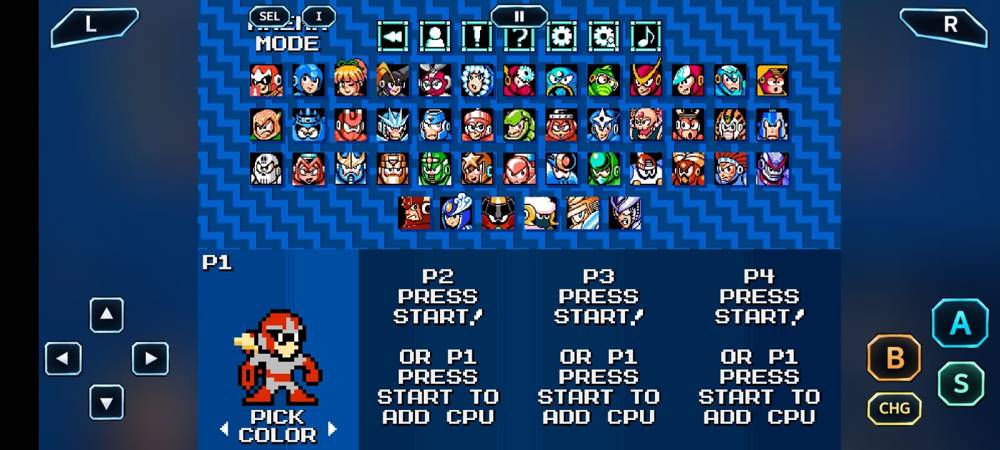 L
SEL
I
R
MODE
!
?
P1
PICK
COLOR
P2
PRESS
START!
OR P1
PRESS
START TO
ADD CPU
P3
PRESS
START!
OR P1
PRESS
START TO
ADD CPU
P4
PRESS
START!
OR P1
PRESS
START TO
ADD CPU
A
B
S
CHG